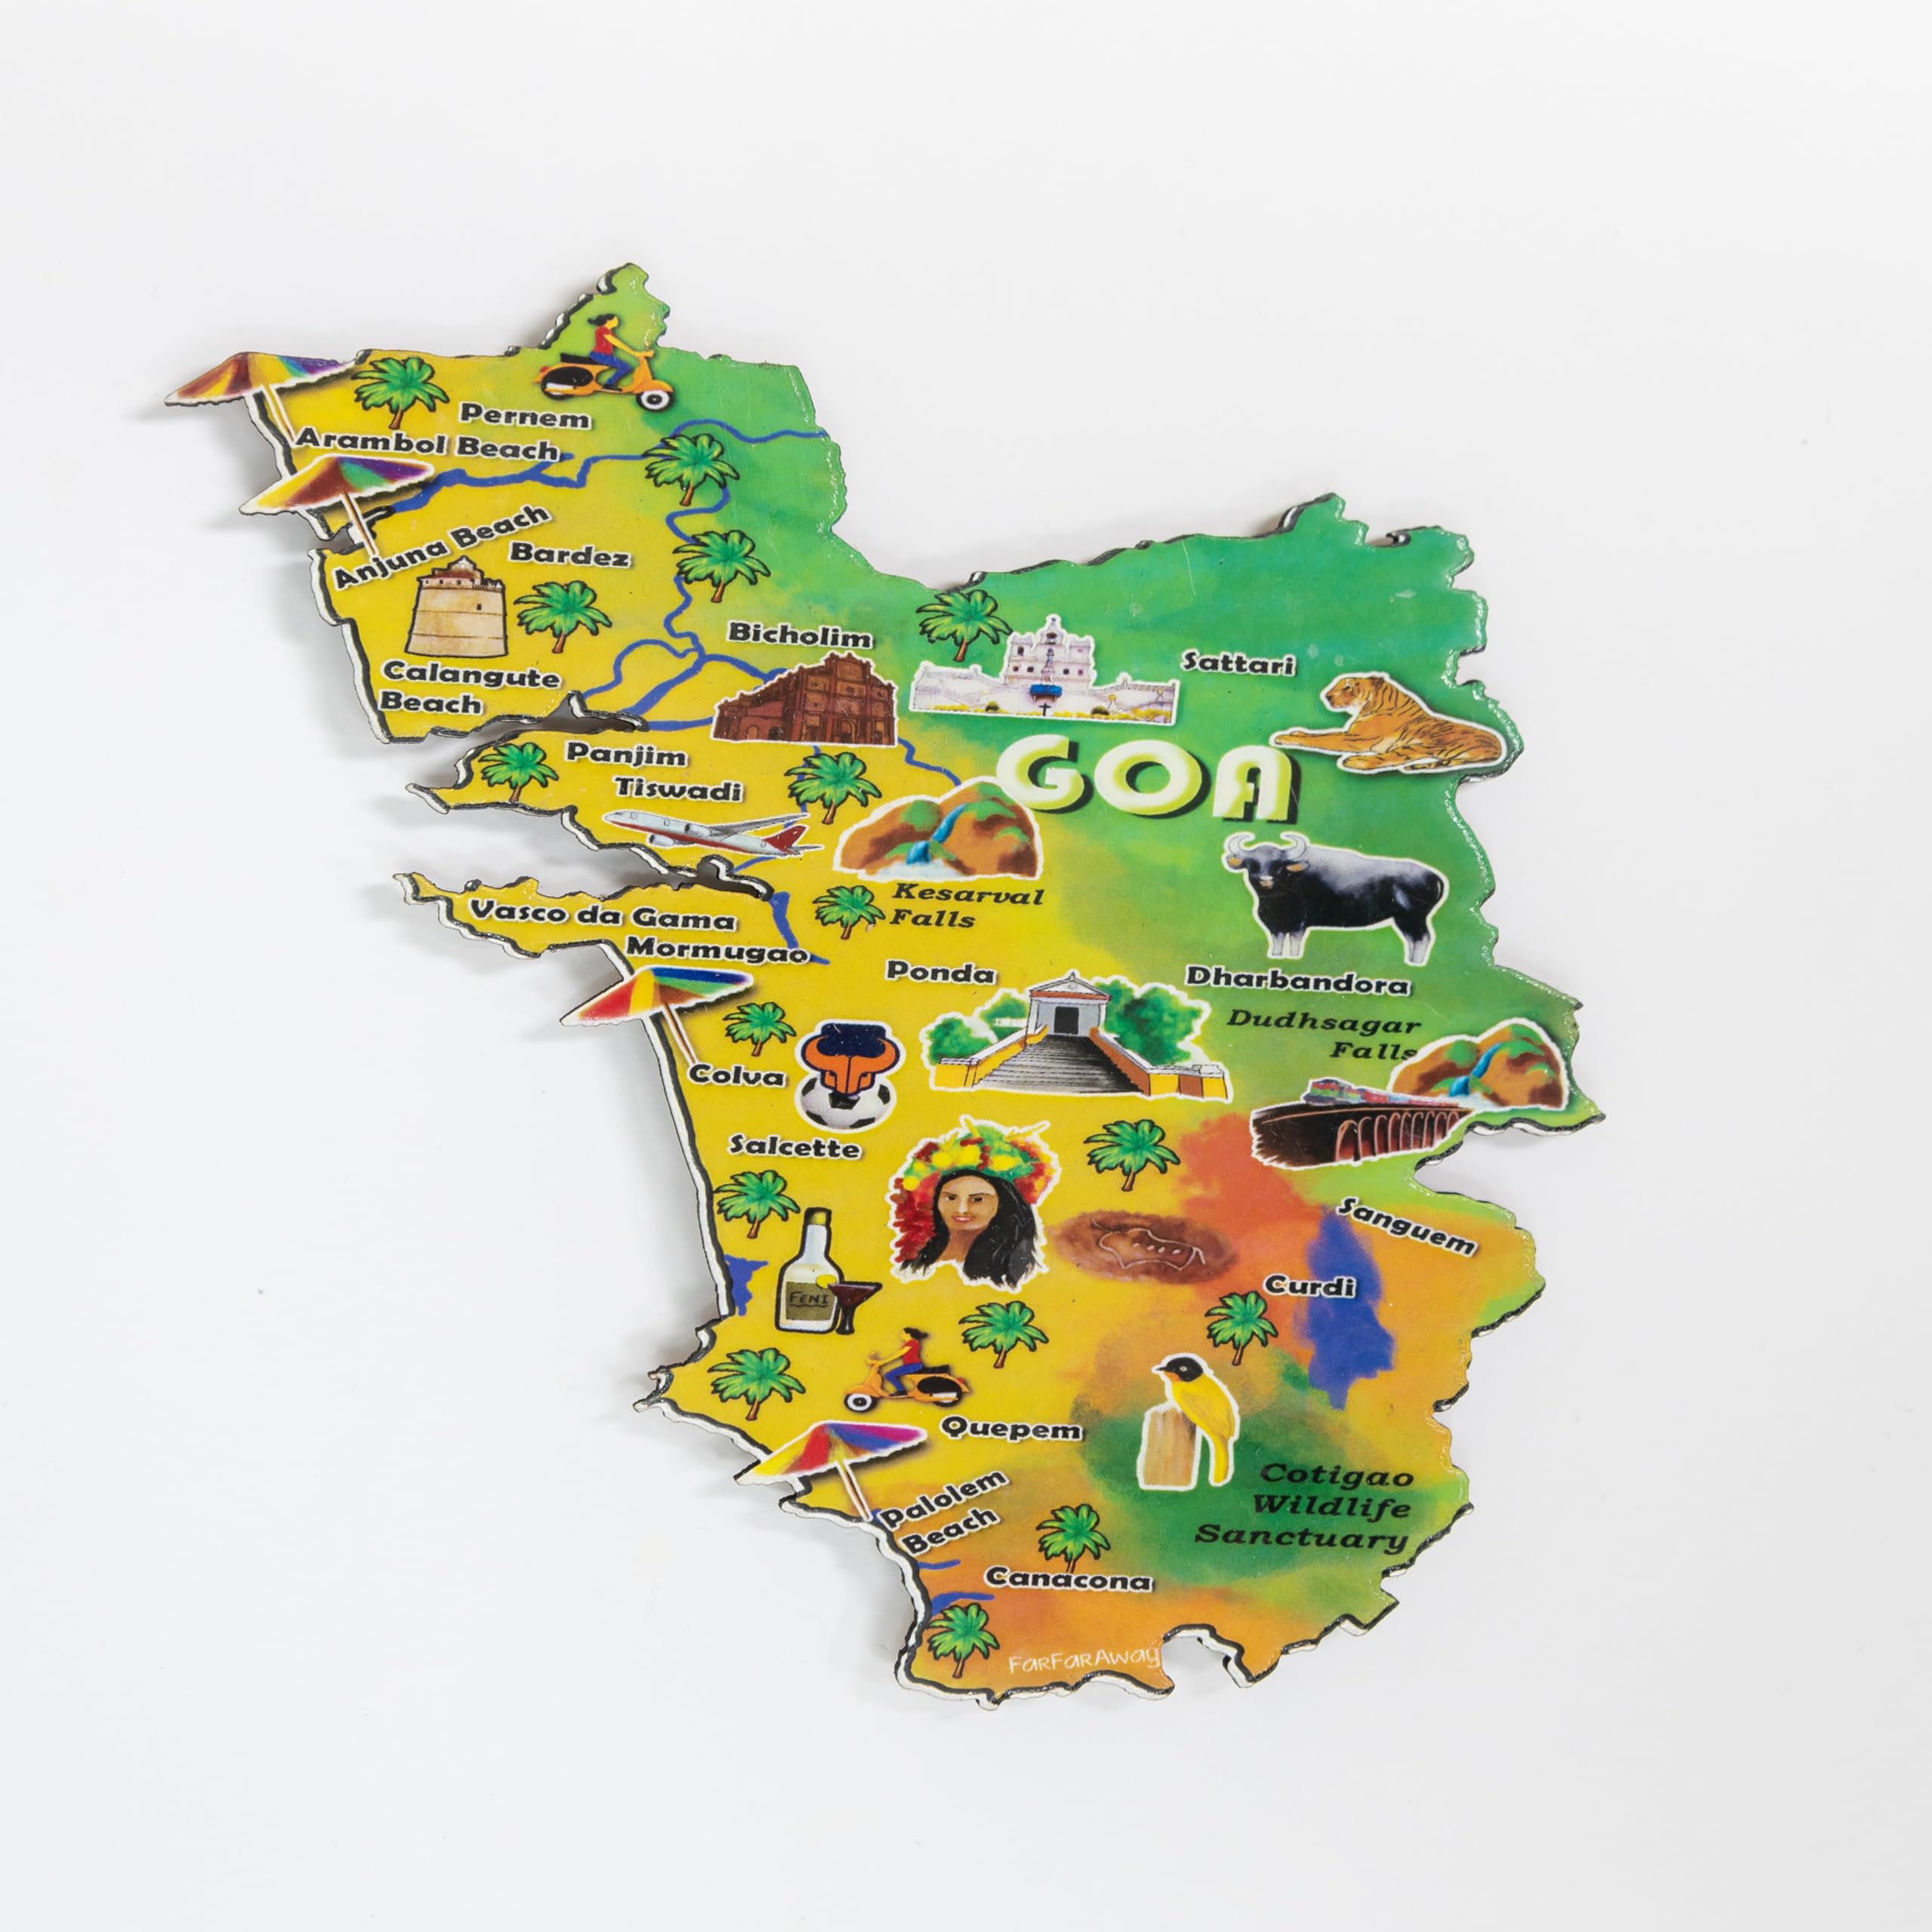 Pernem
Arambol Beach
Anjuna Beach
Bardez
Calangute
Beach
Bicholim
Sattari
Panjim
Tiswadi
GOA
Kesarval
Falls
Vasco da Gama
Mormugao
Ponda
Dharbandora
Dudhsagar
Falls
Colva
Salcette
Sanguem
Curdi
FENI
Quepem
Palolem
Beach
Cotigao
Wildlife
Sanctuary
Canacona
FarFarAway